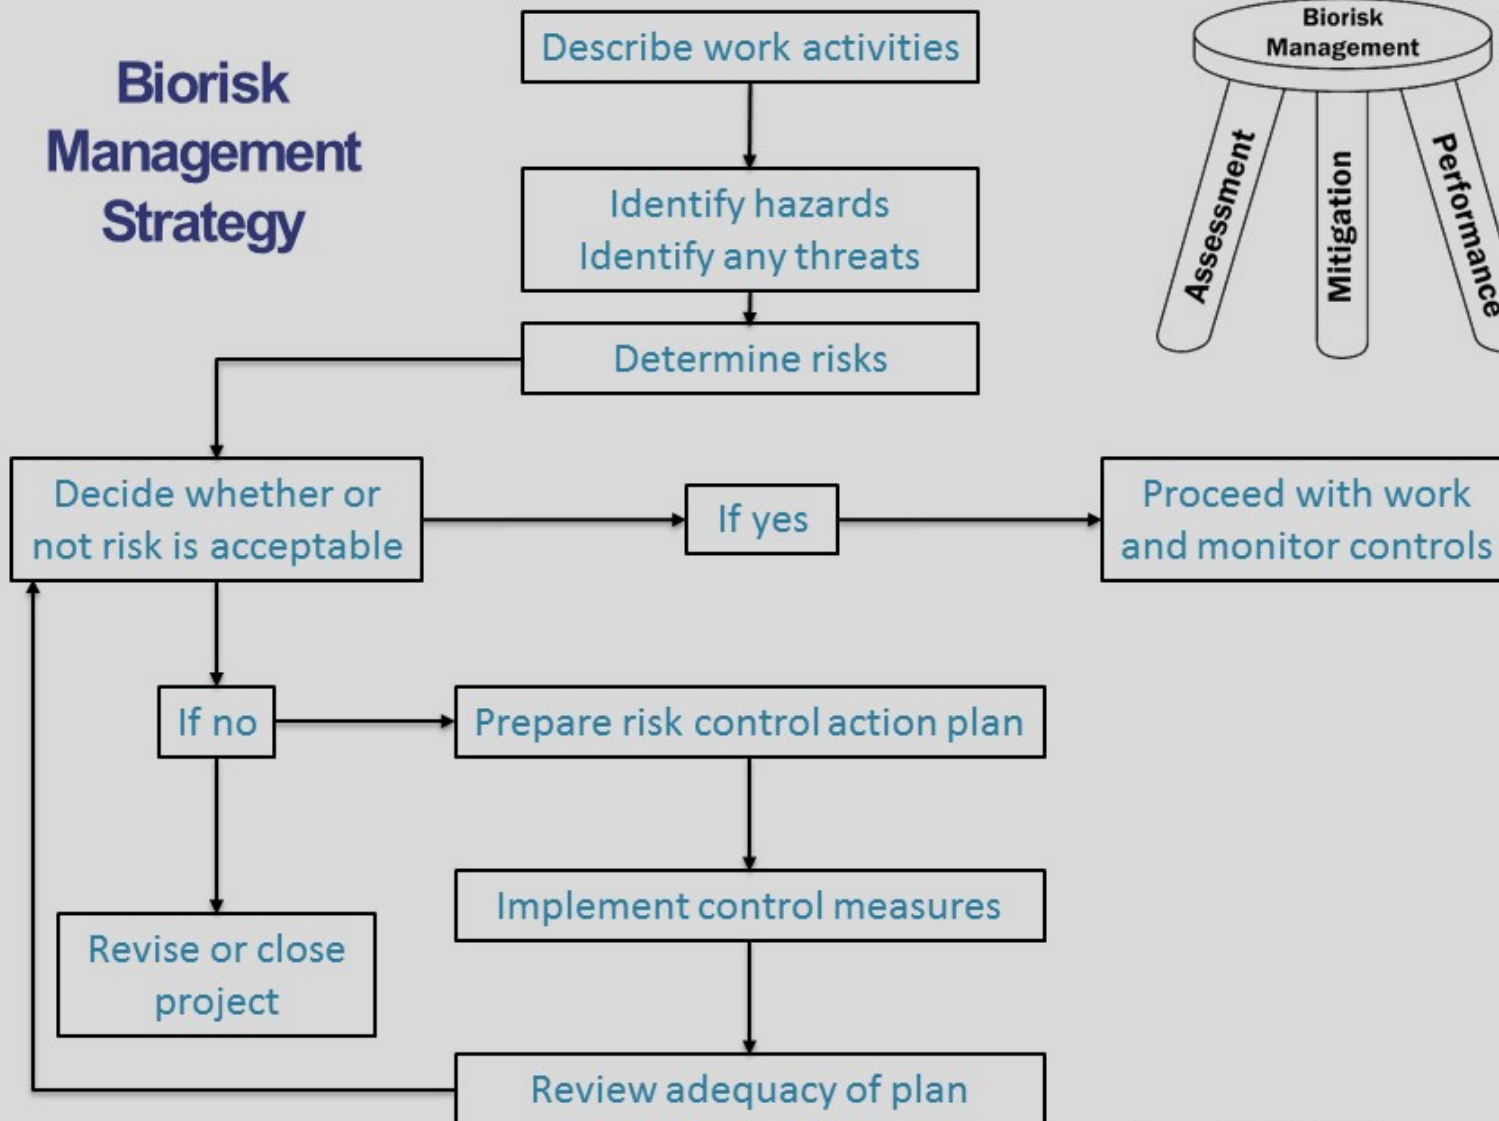 Biorisk
Management
Strategy
Describe work activities
Biorisk
Management
Assessment
Mitigation
Performance
Identify hazards
Identify any threats
Determine risks
Decide whether or
not risk is acceptable
If yes
Proceed with work
and monitor controls
If no
Prepare risk control action plan
Implement control measures
Revise or close
project
Review adequacy of plan